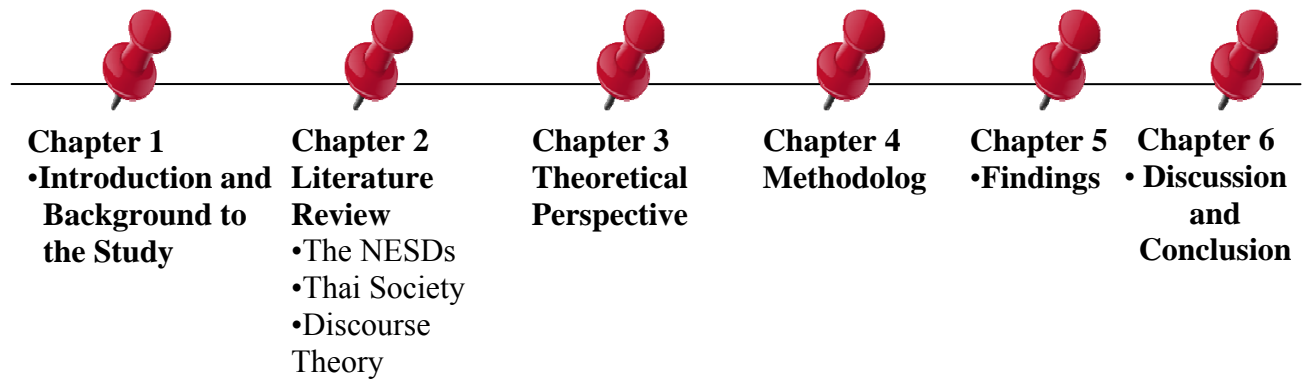 Chapter 1
•Introduction and
Background to
the Study
Chapter 2
Literature
Review
•The NESDs
•Thai Society
•Discourse
Theory
Chapter 3
Theoretical
Perspective
Chapter 4
Methodolog
Chapter 5
•Findings
Chapter 6
• Discussion
and
Conclusion